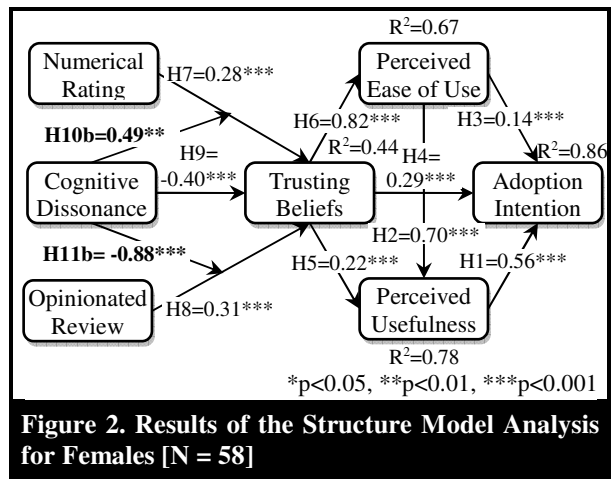 R²=0.67
Numerical
Rating
H7=0.28***
Perceived
Ease of Use
H10b=0.49**
H6=0.82***
H3=0.14***
H9=
-0.40***
R²=0.44
H4=
0.29***
R²=0.86
Cognitive
Dissonance
Trusting
Beliefs
Adoption
Intention
H11b= -0.88***
H2=0.70***
H5=0.22***
H1=0.56***
Opinionated
Review
H8=0.31***
Perceived
Usefulness
R²=0.78
*p<0.05, **p<0.01, ***p<0.001
Figure 2. Results of the Structure Model Analysis
for Females [N = 58]